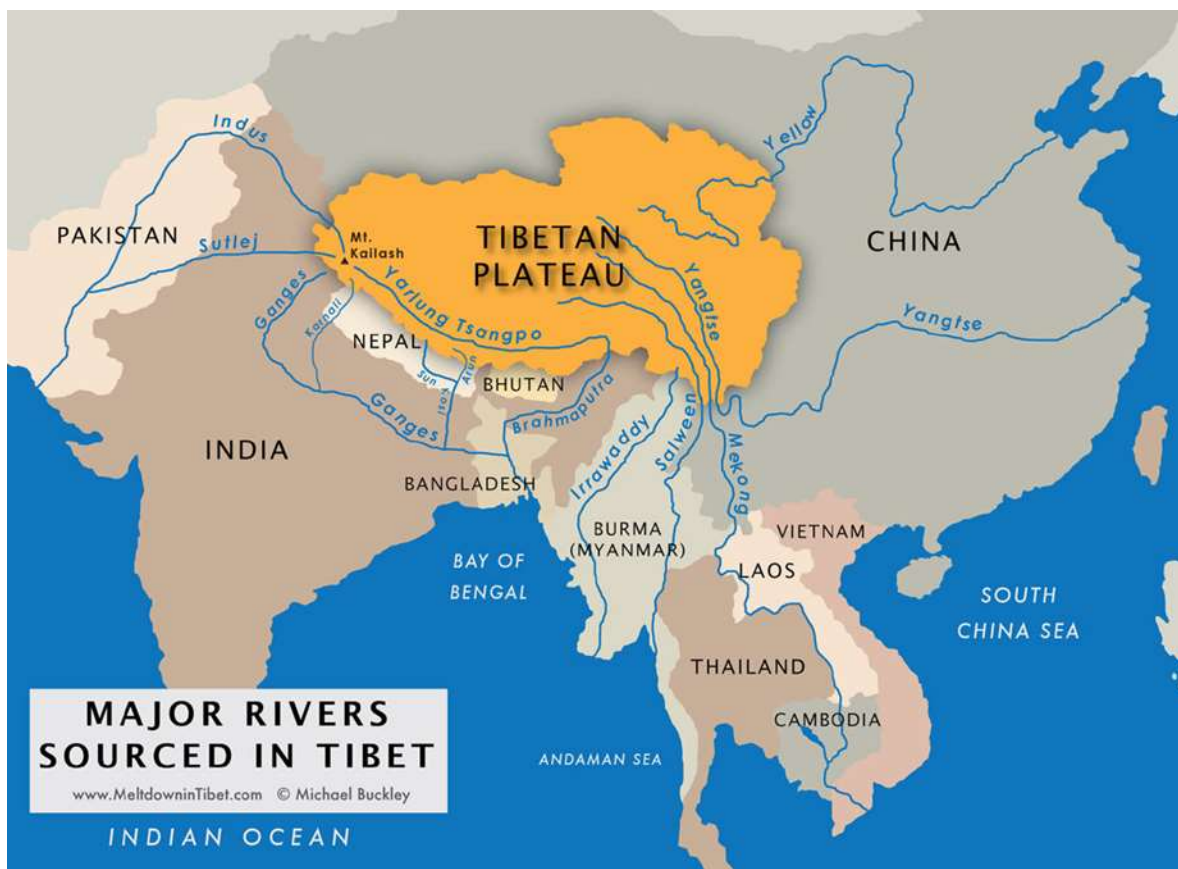 Indus
Yellow
PAKISTAN
Sutlej
Mt.
Kailash
TIBETAN
PLATEAU
CHINA
Ganges
Karnali
Yarlung Tsangpo
Yangtse
Yangtse
NEPAL
Sun
Kosi
Arun
BHUTAN
Brahmaputra
Ganges
INDIA
BANGLADESH
Irrawaddy
Salween
Mekong
BURMA
(MYANMAR)
VIETNAM
LAOS
BAY OF
BENGAL
SOUTH
CHINA SEA
THAILAND
CAMBODIA
ANDAMAN SEA
MAJOR RIVERS
SOURCED IN TIBET
www.MeltdowninTibet.com © Michael Buckley
INDIAN OCEAN